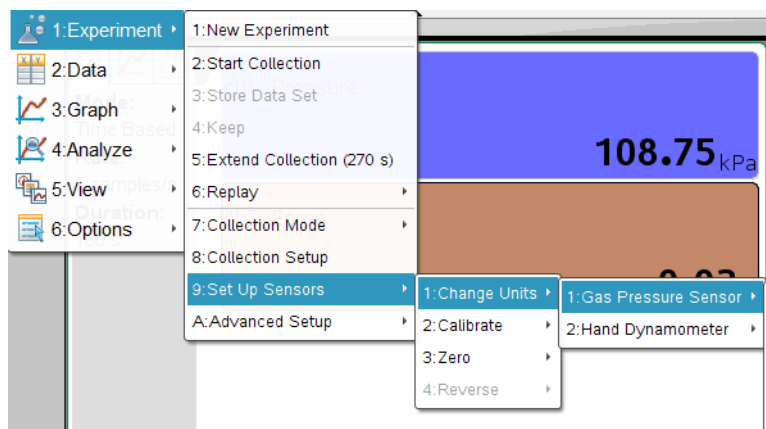 1:Experiment
2:Data
3:Graph
4:Analyze
5:View
6:Options
1:New Experiment
2:Start Collection
3:Store Data Set
4:Keep
5:Extend Collection (270 s)
6:Replay
7:Collection Mode
8:Collection Setup
9:Set Up Sensors
A:Advanced Setup
1:Change Units
2:Calibrate
3:Zero
4:Reverse
1:Gas Pressure Sensor
2:Hand Dynamometer
Mode:
Time Based
Duration:
Pressure
108.75 kPa